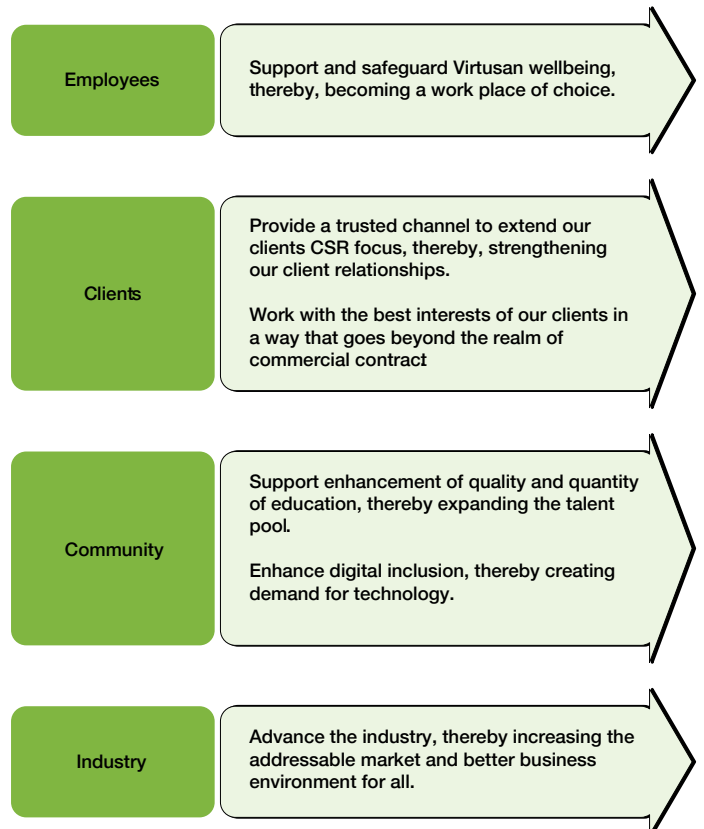 Employees
Support and safeguard Virtusan wellbeing,
thereby, becoming a work place of choice.
Clients
Provide a trusted channel to extend our
clients CSR focus, thereby, strengthening
our client relationships.
Work with the best interests of our clients in
a way that goes beyond the realm of
commercial contract.
Community
Support enhancement of quality and quantity
of education, thereby expanding the talent
pool.
Enhance digital inclusion, thereby creating
demand for technology.
Industry
Advance the industry, thereby increasing the
addressable market and better business
environment for all.